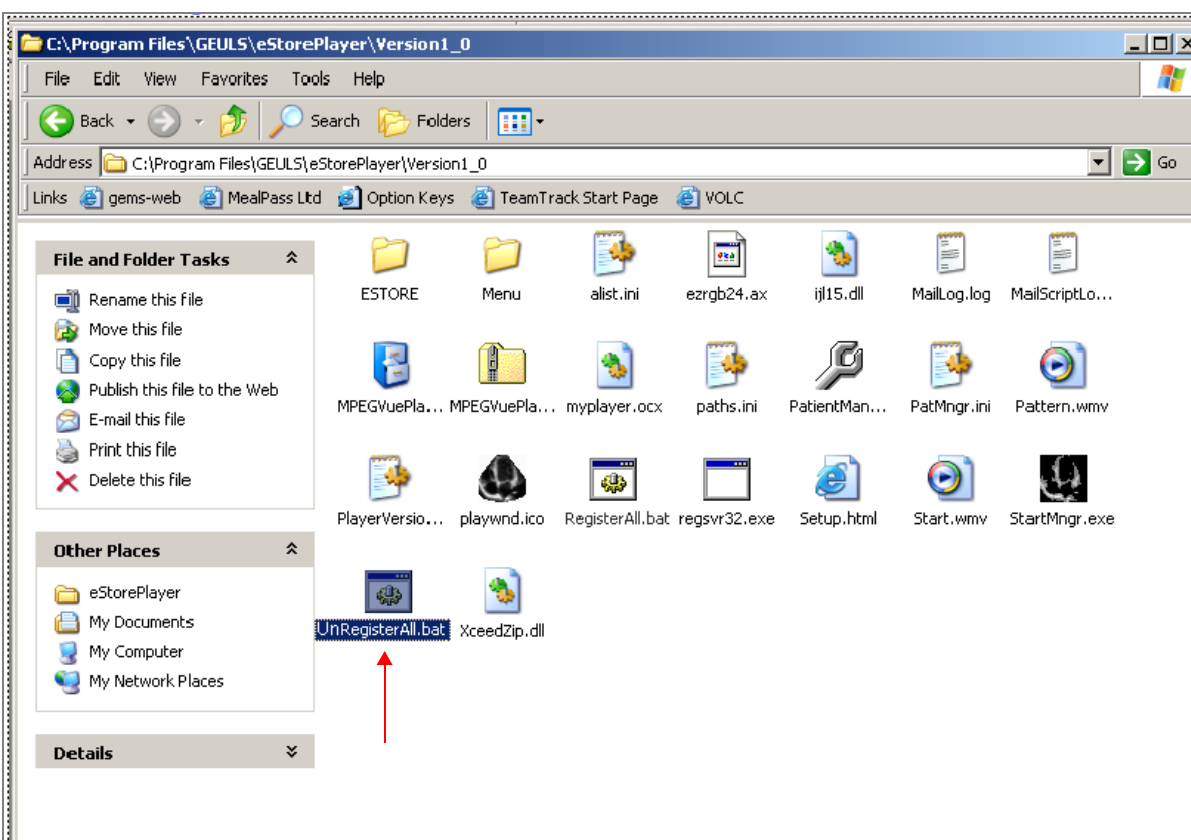 C:\Program Files\GEULS\eStorePlayer\Version1_0
File Edit View Favorites Tools Help
Back Search Folders
Address C:\Program Files\GEULS\eStorePlayer\Version1_0 Go
Links gems-web MealPass Ltd Option Keys TeamTrack Start Page VOLC
File and Folder Tasks
Rename this file
Move this file
Copy this file
Publish this file to the Web
E-mail this file
Print this file
Delete this file
Other Places
eStorePlayer
My Documents
My Computer
My Network Places
Details
ESTORE Menu alist.ini ezrgb24.ax ijl15.dll MailLog.log MailScriptLo...
MPEGVuePla... MPEGVuePla... myplayer.ocx paths.ini PatientMan... PatMngr.ini Pattern.wmv
PlayerVersio... playwnd.ico RegisterAll.bat regsvr32.exe Setup.html Start.wmv StartMngr.exe
UnRegisterAll.bat XceedZip.dll